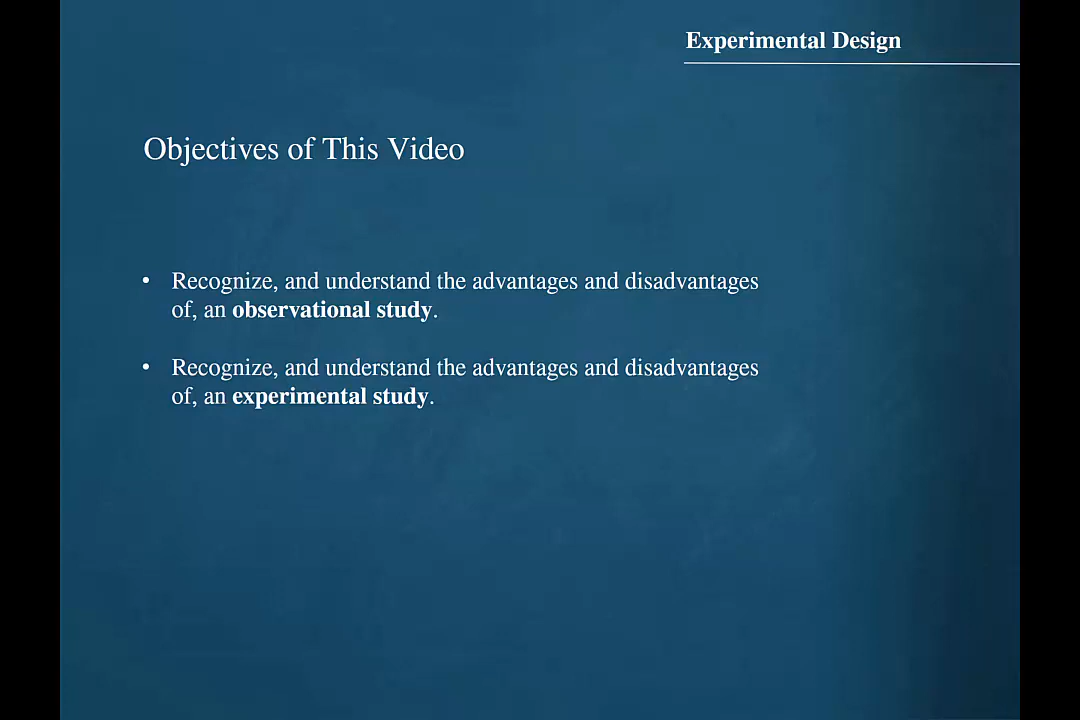 Experimental Design
Objectives of This Video
• Recognize, and understand the advantages and disadvantages
of, an observational study.
• Recognize, and understand the advantages and disadvantages
of, an experimental study.